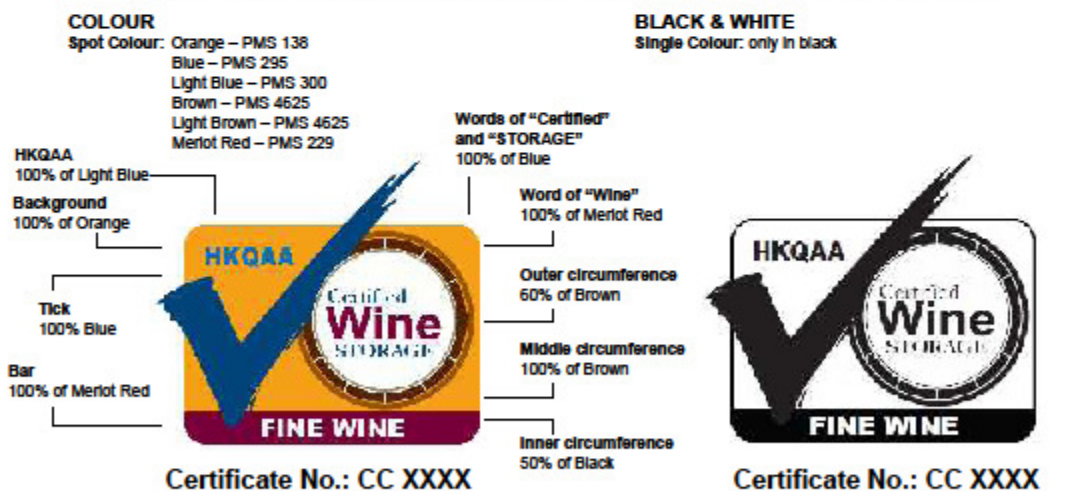 COLOUR
Spot Colour: Orange – PMS 138
Blue – PMS 295
Light Blue – PMS 300
Brown – PMS 4625
Light Brown – PMS 4625
Merlot Red – PMS 229
BLACK & WHITE
Single Colour: only in black
HKQAA
100% of Light Blue
Background
100% of Orange
Tick
100% Blue
Bar
100% of Merlot Red
Words of “Certified”
and “STORAGE”
100% of Blue
Word of “Wine”
100% of Merlot Red
Outer circumference
60% of Brown
Middle circumference
100% of Brown
Inner circumference
50% of Black
HKQAA
Certified
Wine
STORAGE
FINE WINE
Certificate No.: CC XXXX
HKQAA
Certified
Wine
STORAGE
FINE WINE
Certificate No.: CC XXXX